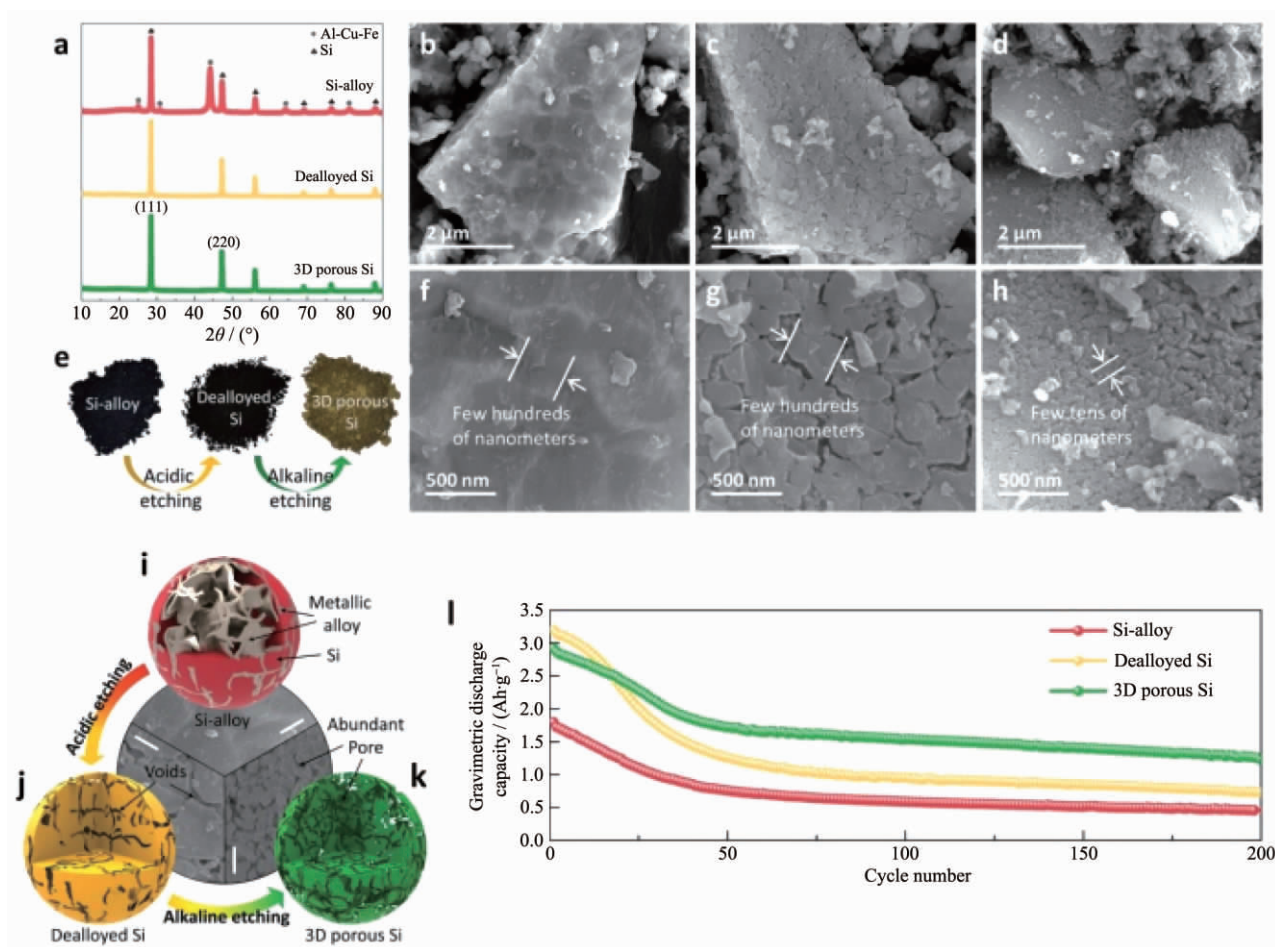 a
Al-Cu-Fe
Si
Si-alloy
Dealloyed Si
(111)
(220)
3D porous Si
10 20 30 40 50 60 70 80 90
2θ / (°)
b
2 μm
c
2 μm
d
2 μm
e
Si-alloy
Dealloyed
Si
3D porous
Si
Acidic
etching
Alkaline
etching
f
Few hundreds
of nanometers
500 nm
g
Few hundreds
of nanometers
500 nm
h
Few tens of
nanometers
500 nm
i
Metallic
alloy
Si
Si-alloy
Acidic etching
Abundant
Pore
Voids
j
k
Alkaline etching
Dealloyed Si
3D porous Si
l
Gravimetric discharge
capacity / (Ah·g⁻¹)
3.5
3.0
2.5
2.0
1.5
1.0
0.5
0.0
Si-alloy
Dealloyed Si
3D porous Si
0 50 100 150 200
Cycle number